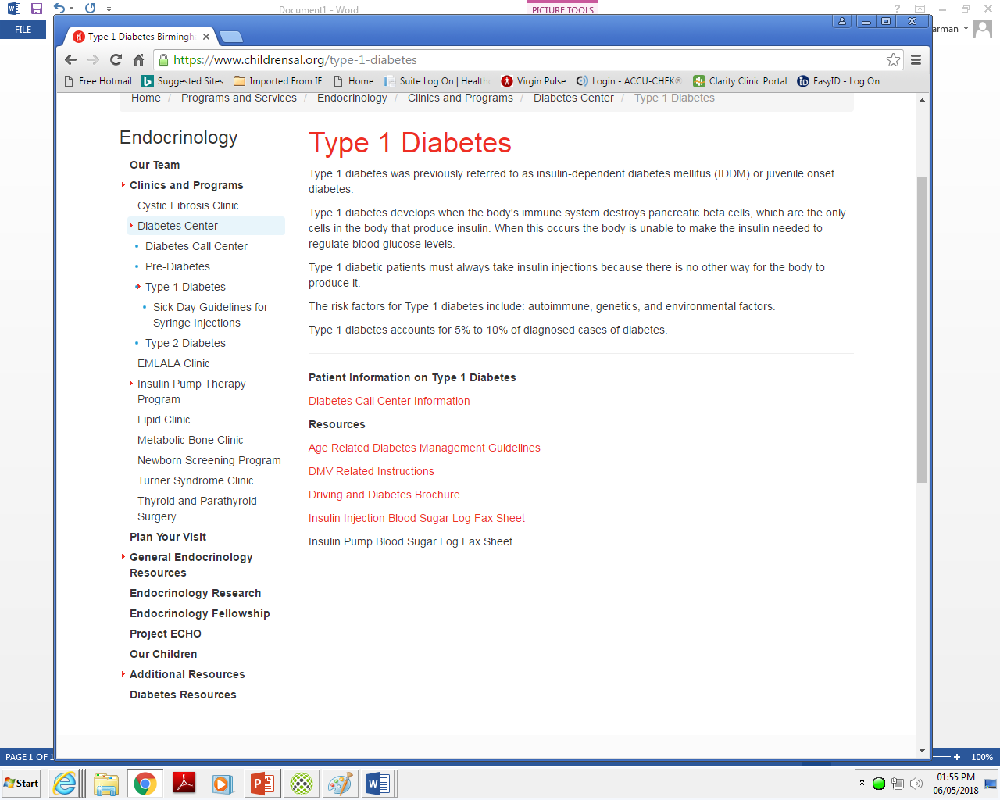 Document1 - Word
PICTURE TOOLS
FILE
arman
Type 1 Diabetes Birmingh
https://www.childrensal.org/type-1-diabetes
Free Hotmail
Suggested Sites
Imported From IE
Home
Suite Log On | Health
Virgin Pulse
Login - ACCU-CHEK®
Clarity Clinic Portal
EasyID - Log On
Home / Programs and Services / Endocrinology / Clinics and Programs / Diabetes Center / Type 1 Diabetes
Endocrinology
Our Team
Clinics and Programs
Cystic Fibrosis Clinic
Diabetes Center
Diabetes Call Center
Pre-Diabetes
Type 1 Diabetes
Sick Day Guidelines for
Syringe Injections
Type 2 Diabetes
EMLALA Clinic
Insulin Pump Therapy
Program
Lipid Clinic
Metabolic Bone Clinic
Newborn Screening Program
Turner Syndrome Clinic
Thyroid and Parathyroid
Surgery
Plan Your Visit
General Endocrinology
Resources
Endocrinology Research
Endocrinology Fellowship
Project ECHO
Our Children
Additional Resources
Diabetes Resources
Type 1 Diabetes
Type 1 diabetes was previously referred to as insulin-dependent diabetes mellitus (IDDM) or juvenile onset
diabetes.
Type 1 diabetes develops when the body's immune system destroys pancreatic beta cells, which are the only
cells in the body that produce insulin. When this occurs the body is unable to make the insulin needed to
regulate blood glucose levels.
Type 1 diabetic patients must always take insulin injections because there is no other way for the body to
produce it.
The risk factors for Type 1 diabetes include: autoimmune, genetics, and environmental factors.
Type 1 diabetes accounts for 5% to 10% of diagnosed cases of diabetes.
Patient Information on Type 1 Diabetes
Diabetes Call Center Information
Resources
Age Related Diabetes Management Guidelines
DMV Related Instructions
Driving and Diabetes Brochure
Insulin Injection Blood Sugar Log Fax Sheet
Insulin Pump Blood Sugar Log Fax Sheet
PAGE 1 OF 1
100%
Start
01:55 PM
06/05/2018